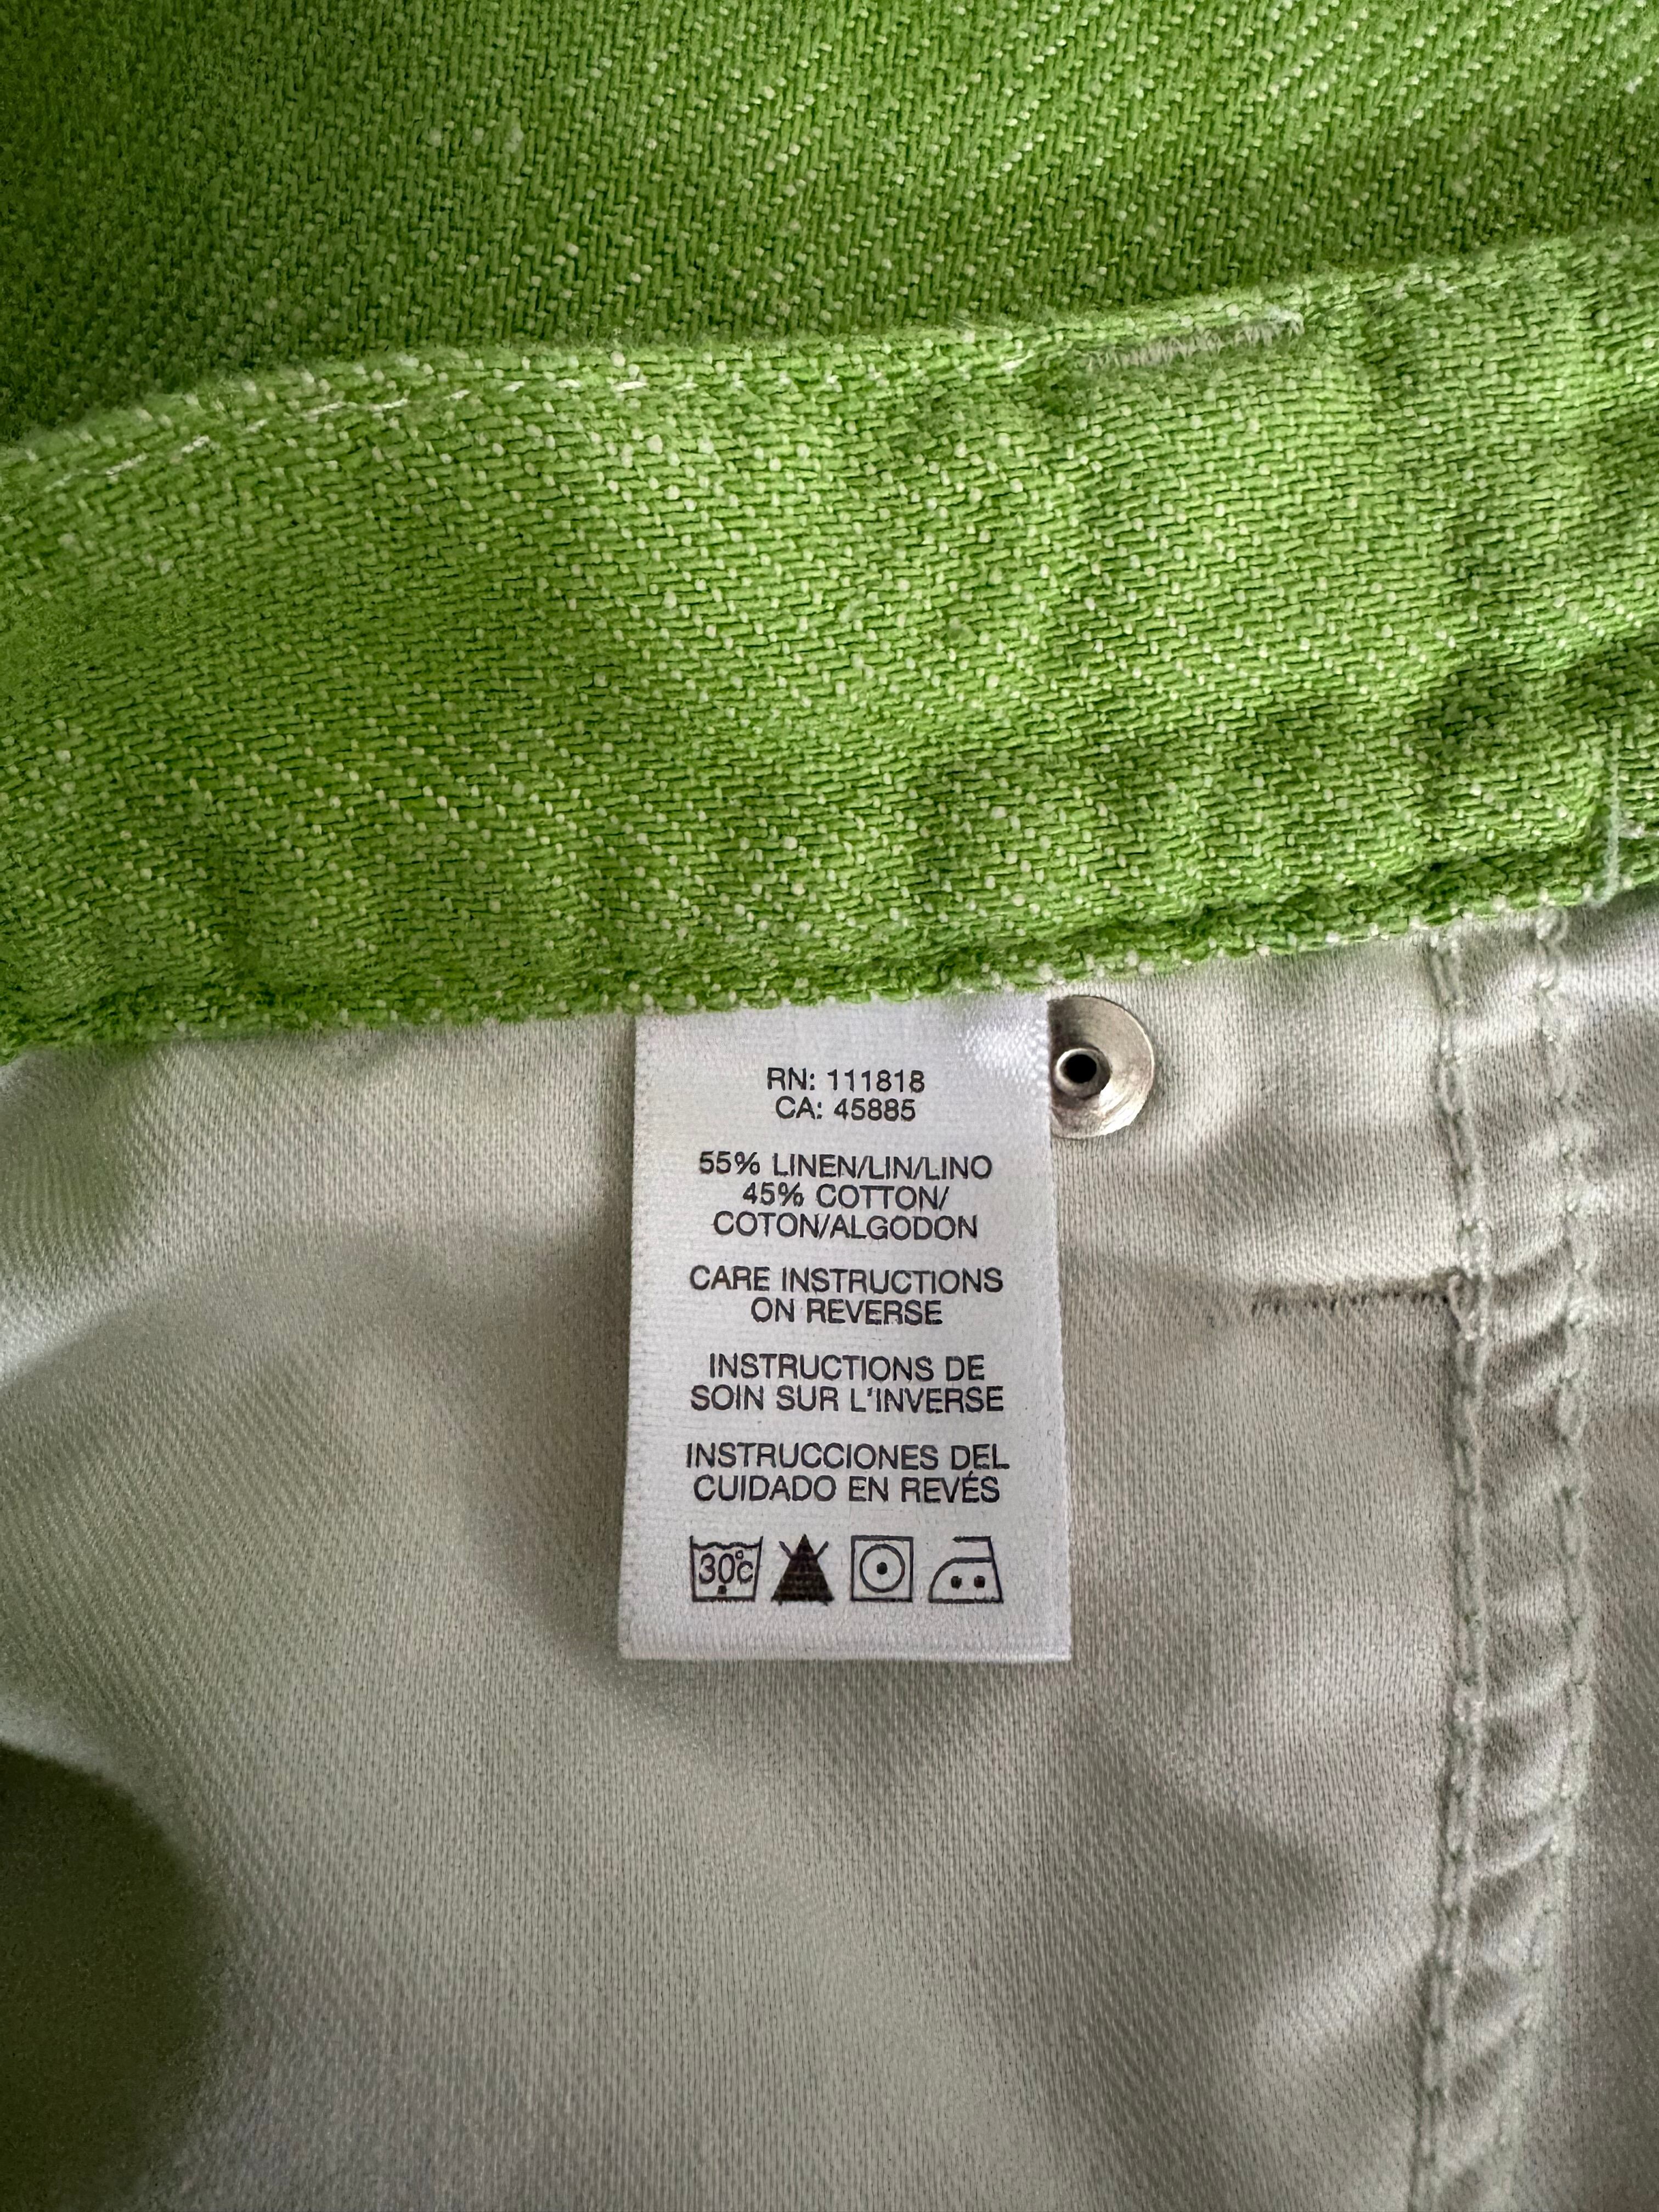 RN: 111818
CA: 45885
55% LINEN/LIN/LINO
45% COTTON/
COTON/ALGODON
CARE INSTRUCTIONS
ON REVERSE
INSTRUCTIONS DE
SOIN SUR L'INVERSE
INSTRUCCIONES DEL
CUIDADO EN REVÉS
30°C